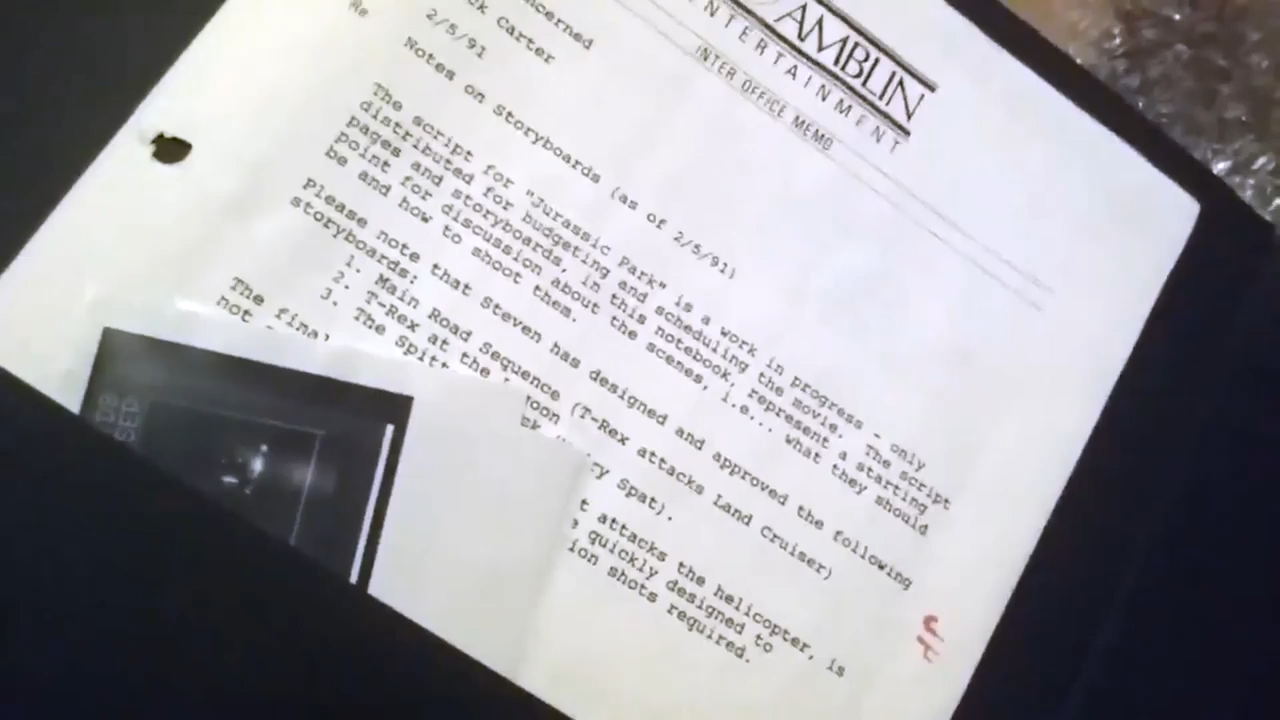 AMBLIN
ENTERTAINMENT
INTER OFFICE MEMO
Carter
Re
2/5/91
Notes on Storyboards (as of 2/5/91)
The script for "Jurassic Park" is a work in progress - only
distributed for budgeting and scheduling the movie. The script
pages and storyboards, in this notebook, represent a starting
point for discussion, about the scenes, i.e... what they should
be and how to shoot them.
Please note that Steven has designed and approved the following
storyboards:
1. Main Road Sequence (T-Rex attacks Land Cruiser)
2. T-Rex at the oon
3. The Spitt ry Spat).
The final t attacks the helicopter, is
not quickly designed to
ion shots required.